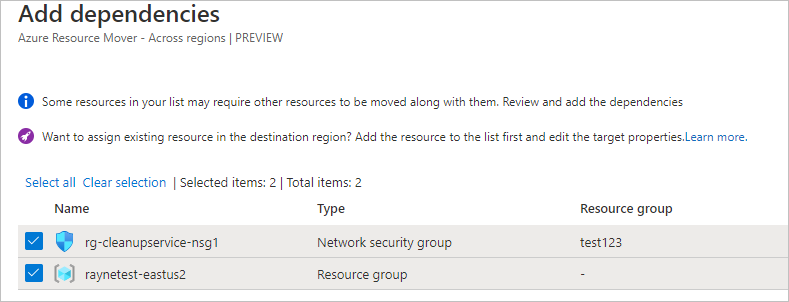 Add dependencies
Azure Resource Mover - Across regions | PREVIEW
Some resources in your list may require other resources to be moved along with them. Review and add the dependencies
Want to assign existing resource in the destination region? Add the resource to the list first and edit the target properties.Learn more.
Select all Clear selection | Selected items: 2 | Total items: 2
Name Type Resource group
rg-cleanupservice-nsg1 Network security group test123
raynetest-eastus2 Resource group -